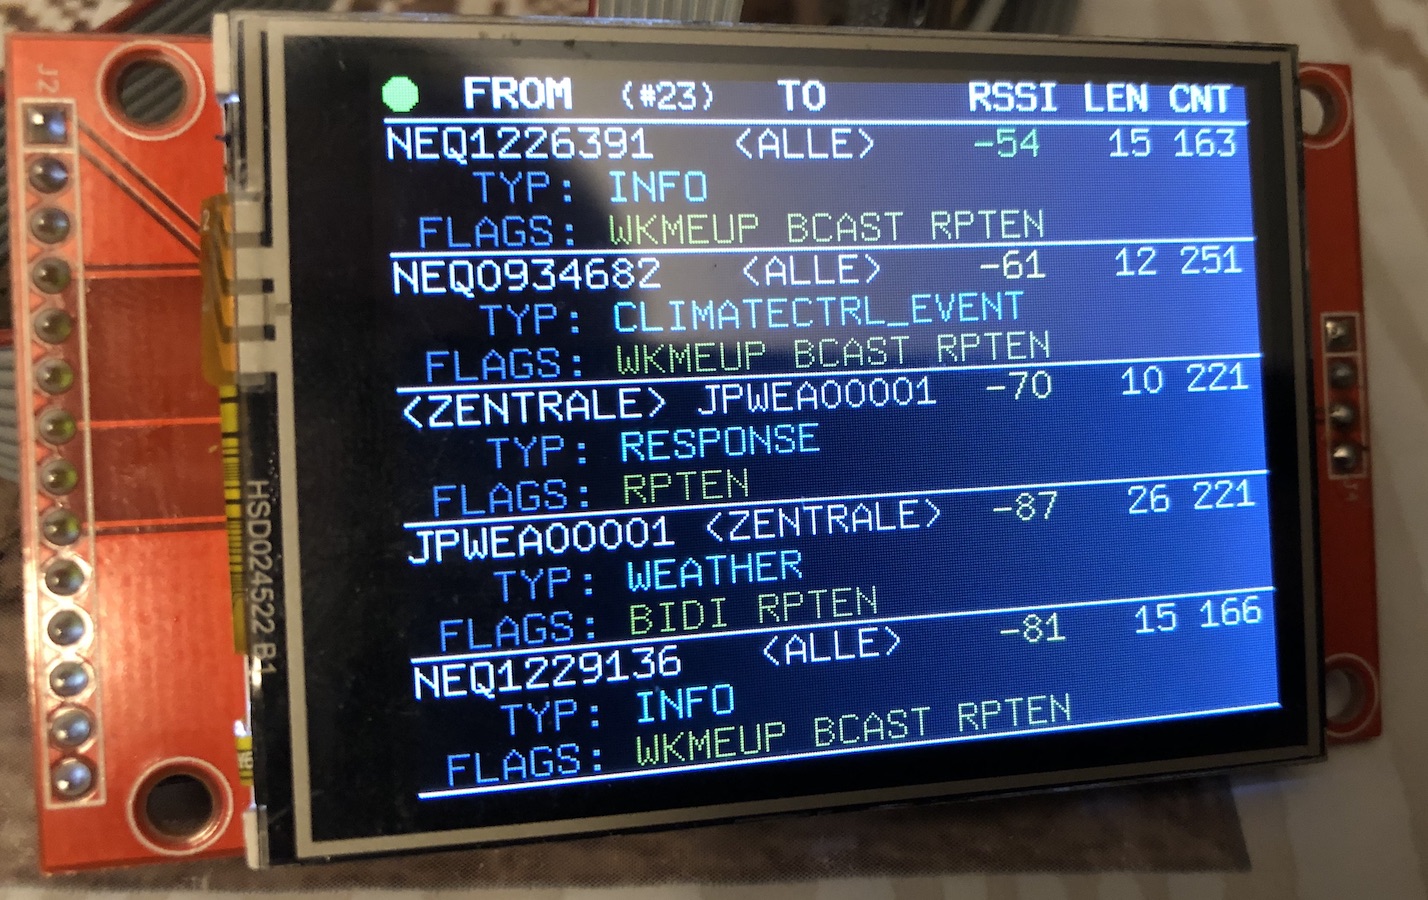 J2
FROM (#23) TO RSSI LEN CNT
NEQ1226391 <ALLE> -54 15 163
TYP: INFO
FLAGS: WKMEUP BCAST RPTEN
NEQ0934682 <ALLE> -61 12 251
TYP: CLIMATECTRL_EVENT
FLAGS: WKMEUP BCAST RPTEN
<ZENTRALE> JPWEA00001 -70 10 221
TYP: RESPONSE
FLAGS: RPTEN
JPWEA00001 <ZENTRALE> -87 26 221
TYP: WEATHER
FLAGS: BIDI RPTEN
NEQ1229136 <ALLE> -81 15 166
TYP: INFO
FLAGS: WKMEUP BCAST RPTEN
HSD024522 B1